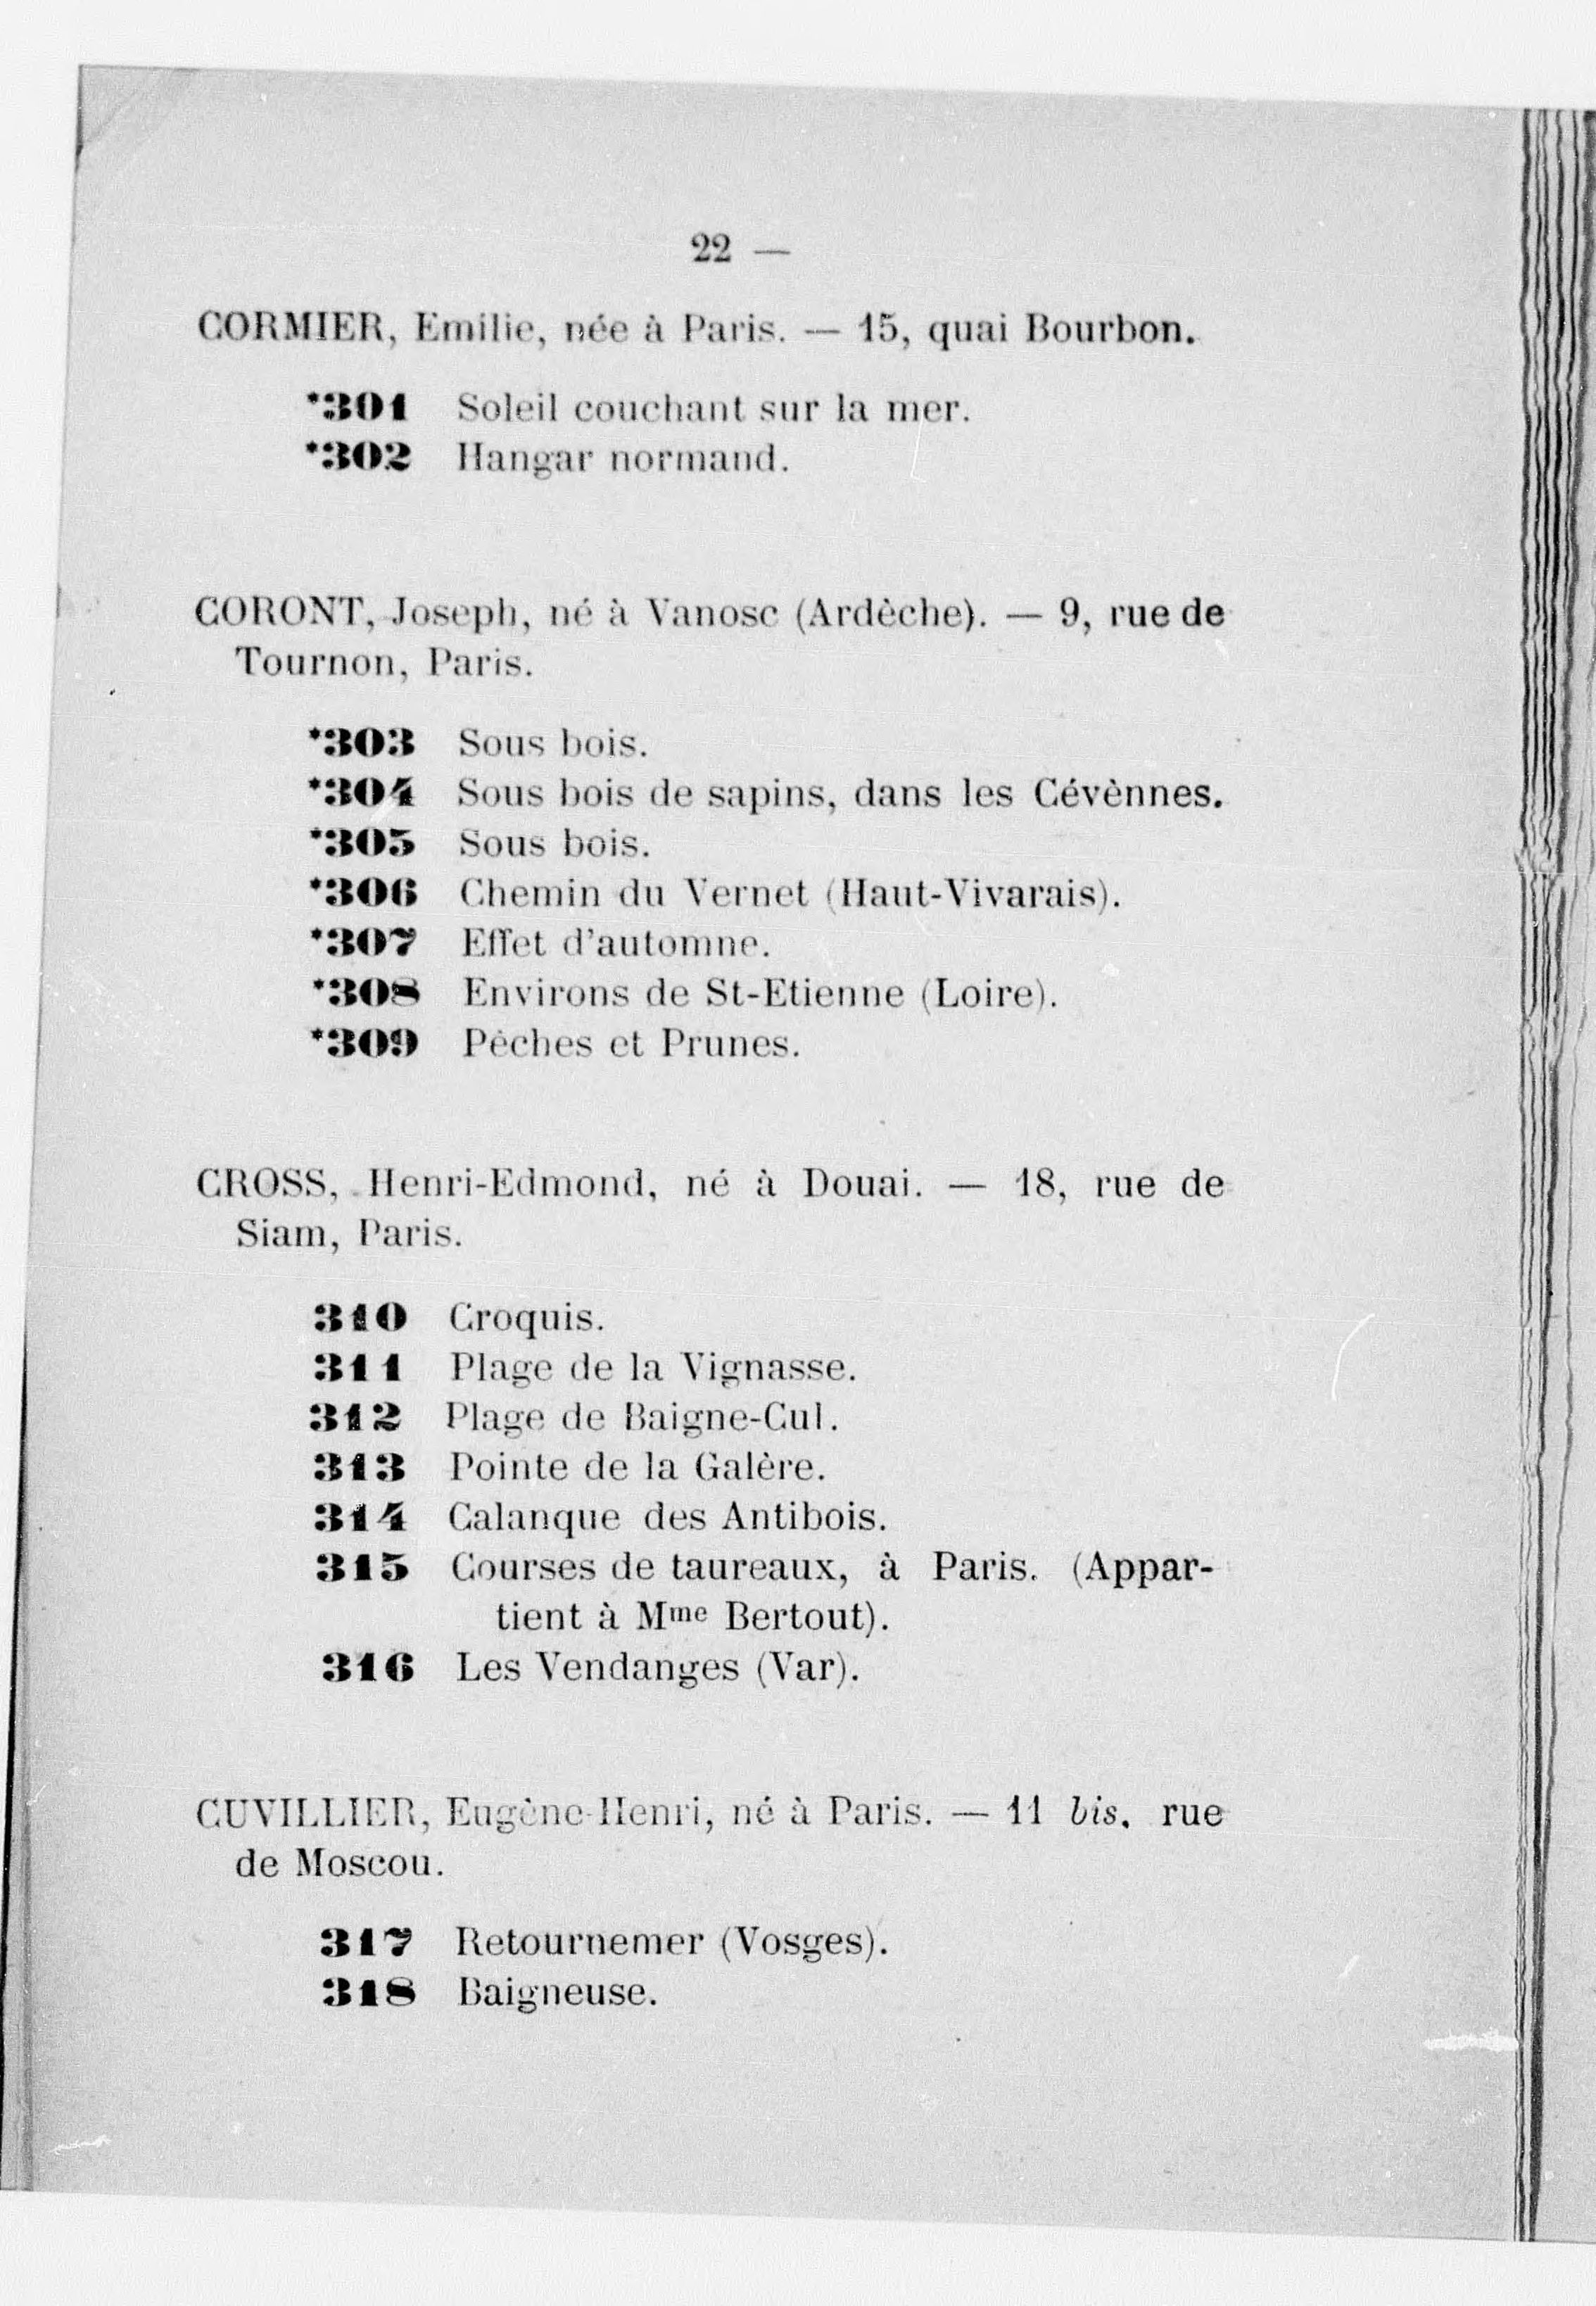 22 —
CORMIER, Emilie, née à Paris. — 15, quai Bourbon.
*301 Soleil couchant sur la mer.
*302 Hangar normand.
CORONT, Joseph, né à Vanosc (Ardèche). — 9, rue de
Tournon, Paris.
*303 Sous bois.
*304 Sous bois de sapins, dans les Cévènnes.
*305 Sous bois.
*306 Chemin du Vernet (Haut-Vivarais).
*307 Effet d'automne.
*308 Environs de St-Etienne (Loire).
*309 Pêches et Prunes.
CROSS, Henri-Edmond, né à Douai. — 18, rue de
Siam, Paris.
310 Croquis.
311 Plage de la Vignasse.
312 Plage de Baigne-Cul.
313 Pointe de la Galère.
314 Calanque des Antibois.
315 Courses de taureaux, à Paris. (Appar-
tient à Mme Bertout).
316 Les Vendanges (Var).
CUVILLIER, Eugène-Henri, né à Paris. — 11 bis, rue
de Moscou.
317 Retournemer (Vosges).
318 Baigneuse.